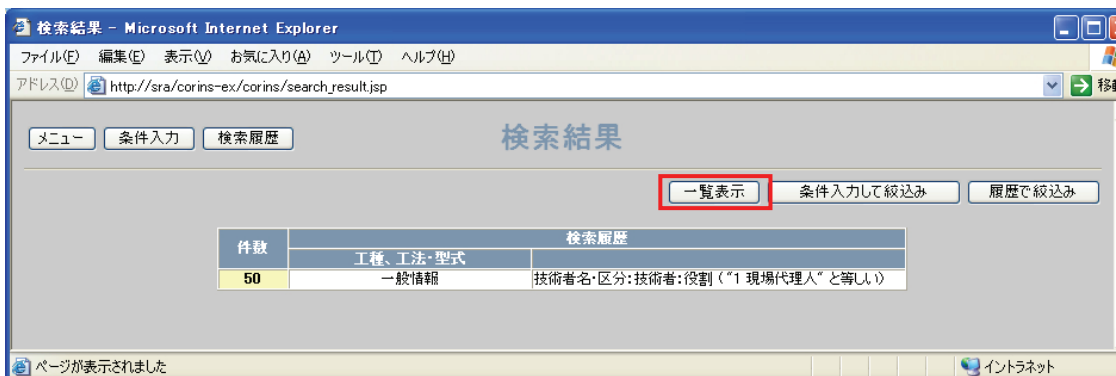 検索結果 - Microsoft Internet Explorer
ファイル(F) 編集(E) 表示(V) お気に入り(A) ツール(T) ヘルプ(H)
アドレス(D) http://sra/corins-ex/corins/search_result.jsp 移動
メニュー 条件入力 検索履歴 検索結果
一覧表示 条件入力して絞込み 履歴で絞込み
件数 検索履歴
工種、工法・型式
50 一般情報 技術者名・区分:技術者:役割 ("1 現場代理人" と等しい)
ページが表示されました イントラネット